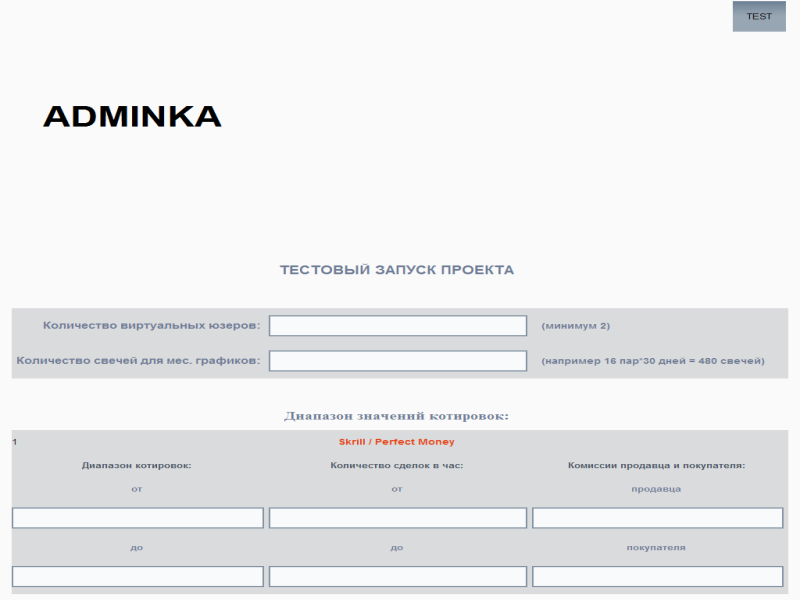 TEST
ADMINKA
ТЕСТОВЫЙ ЗАПУСК ПРОЕКТА
Количество виртуальных юзеров: (минимум 2)
Количество свечей для мес. графиков: (например 16 пар*30 дней = 480 свечей)
Диапазон значений котировок:
1 Skrill / Perfect Money
Диапазон котировок: Количество сделок в час: Комиссии продавца и покупателя:
от от продавца
до до покупателя